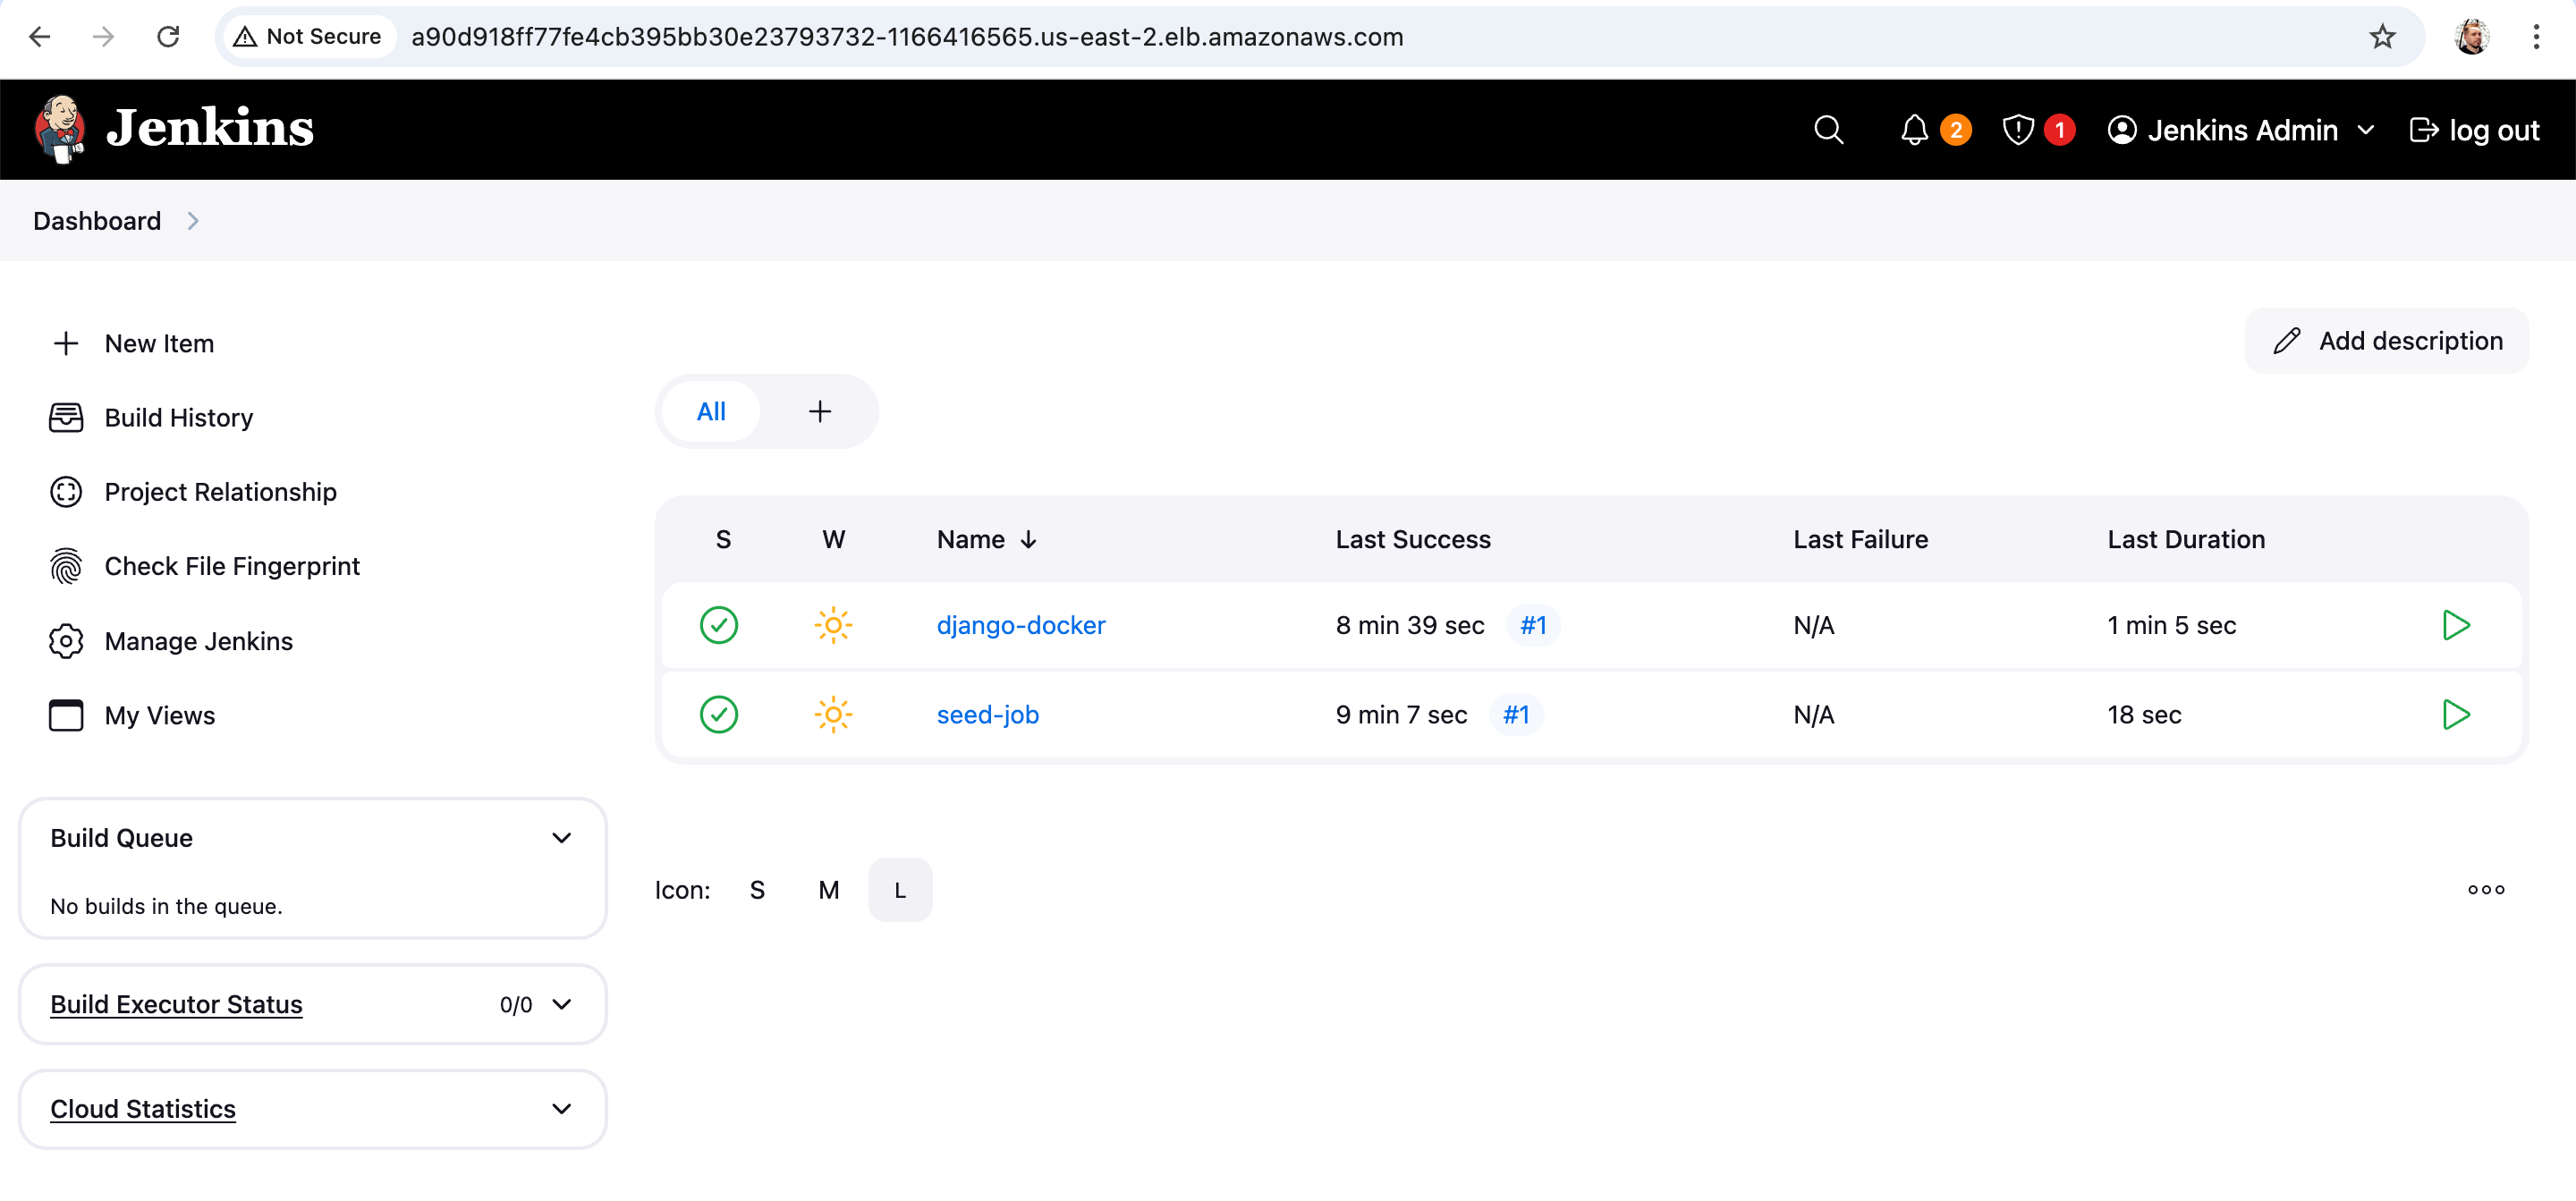 Not Secure a90d918ff77fe4cb395bb30e23793732-1166416565.us-east-2.elb.amazonaws.com
Jenkins 2 1 Jenkins Admin log out
Dashboard
New Item
Add description
Build History
All +
Project Relationship
Check File Fingerprint
Manage Jenkins
My Views
S W Name ↓ Last Success Last Failure Last Duration
django-docker 8 min 39 sec #1 N/A 1 min 5 sec
seed-job 9 min 7 sec #1 N/A 18 sec
Build Queue
No builds in the queue.
Icon: S M L
Build Executor Status 0/0
Cloud Statistics